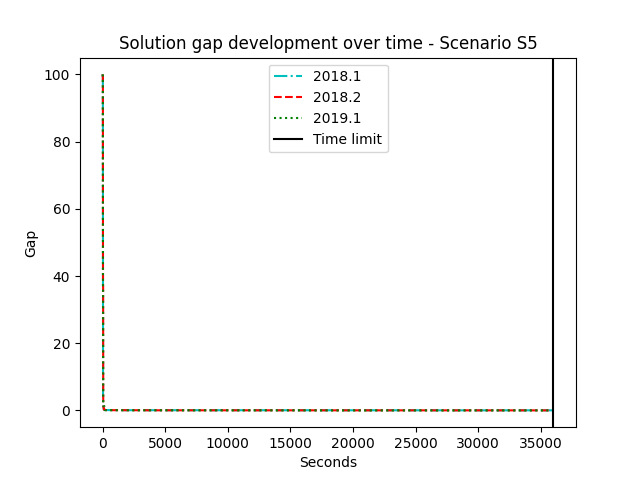 Solution gap development over time - Scenario S5
2018.1
2018.2
2019.1
Time limit
Gap
100
80
60
40
20
0
0 5000 10000 15000 20000 25000 30000 35000
Seconds